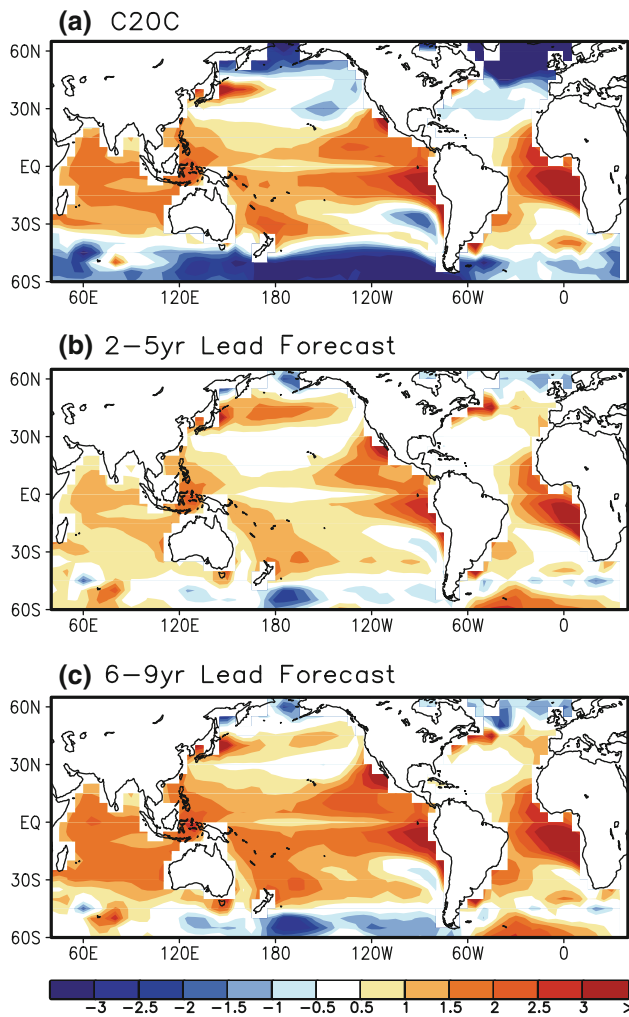 (a) C20C
60N
30N
EQ
30S
60S
60E 120E 180 120W 60W 0
(b) 2-5yr Lead Forecast
60N
30N
EQ
30S
60S
60E 120E 180 120W 60W 0
(c) 6-9yr Lead Forecast
60N
30N
EQ
30S
60S
60E 120E 180 120W 60W 0
-3 -2.5 -2 -1.5 -1 -0.5 0.5 1 1.5 2 2.5 3 >